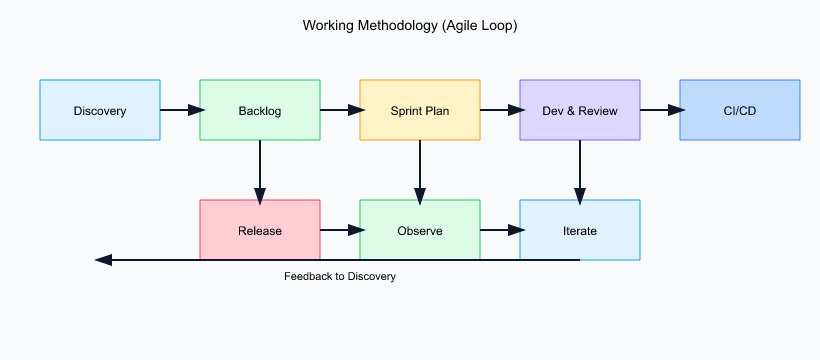 Working Methodology (Agile Loop)
Discovery
Backlog
Sprint Plan
Dev & Review
CI/CD
Release
Observe
Iterate
Feedback to Discovery